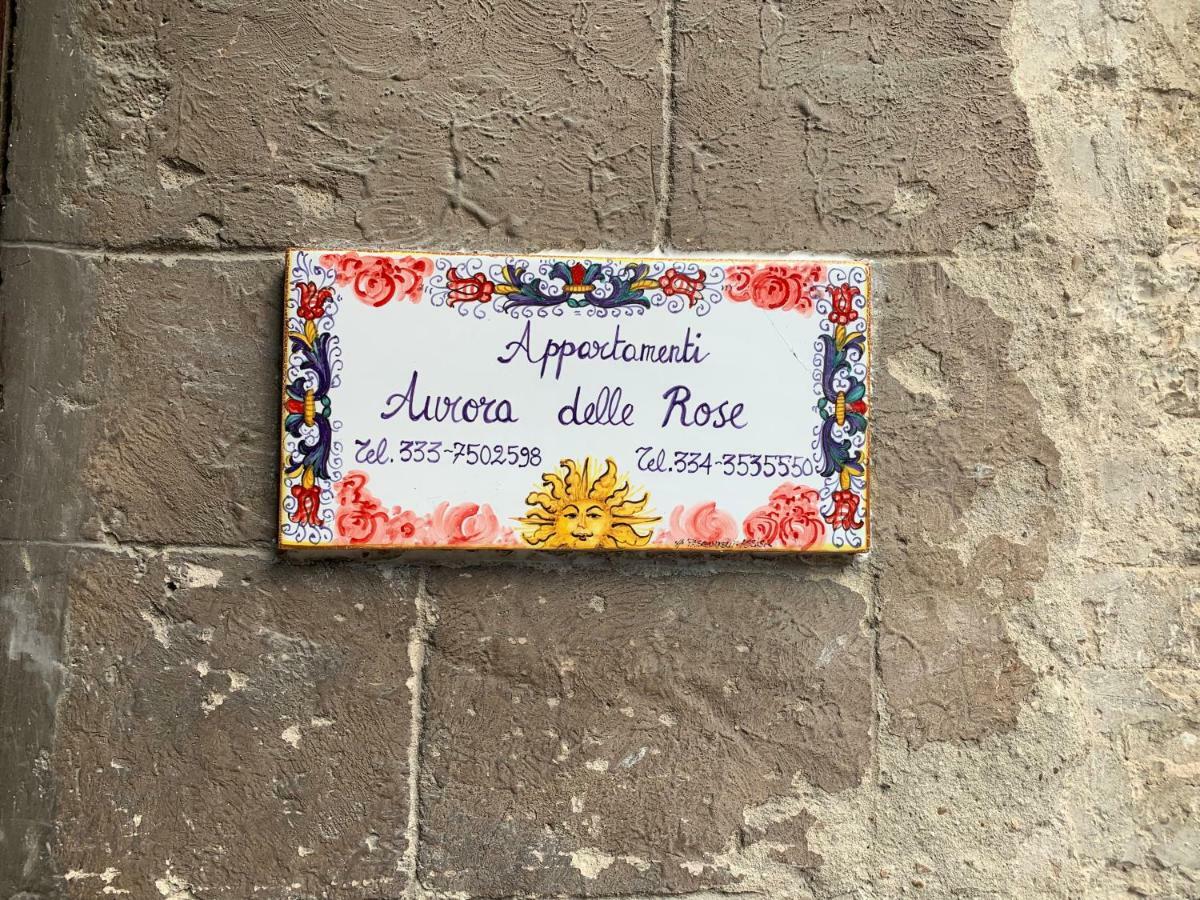 Appartamenti
Aurora delle Rose
Tel. 333-7502598 Tel. 334-3535550